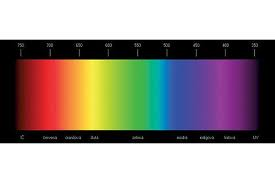 750 700 650 600 550 500 450 400 350
IČ červená oranžová žlutá zelená modrá indigová fialová UV